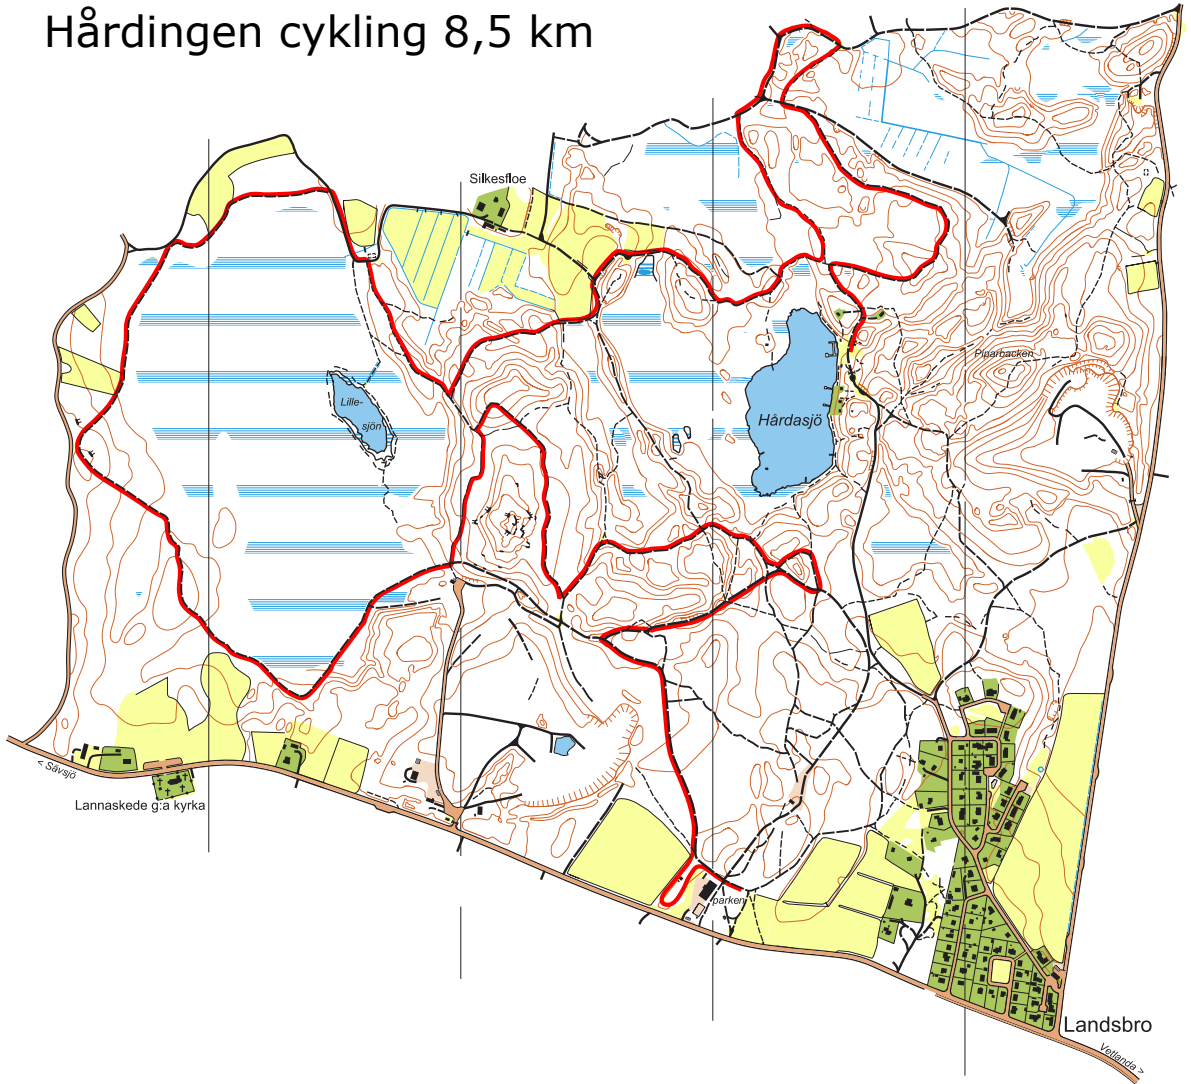 Hårdingen cykling 8,5 km
Silkesfloe
Piparbacken
Lille-
sjön
Hårdasjö
< Sävsjö
Lannaskede g:a kyrka
parken
Landsbro
Vetlanda >